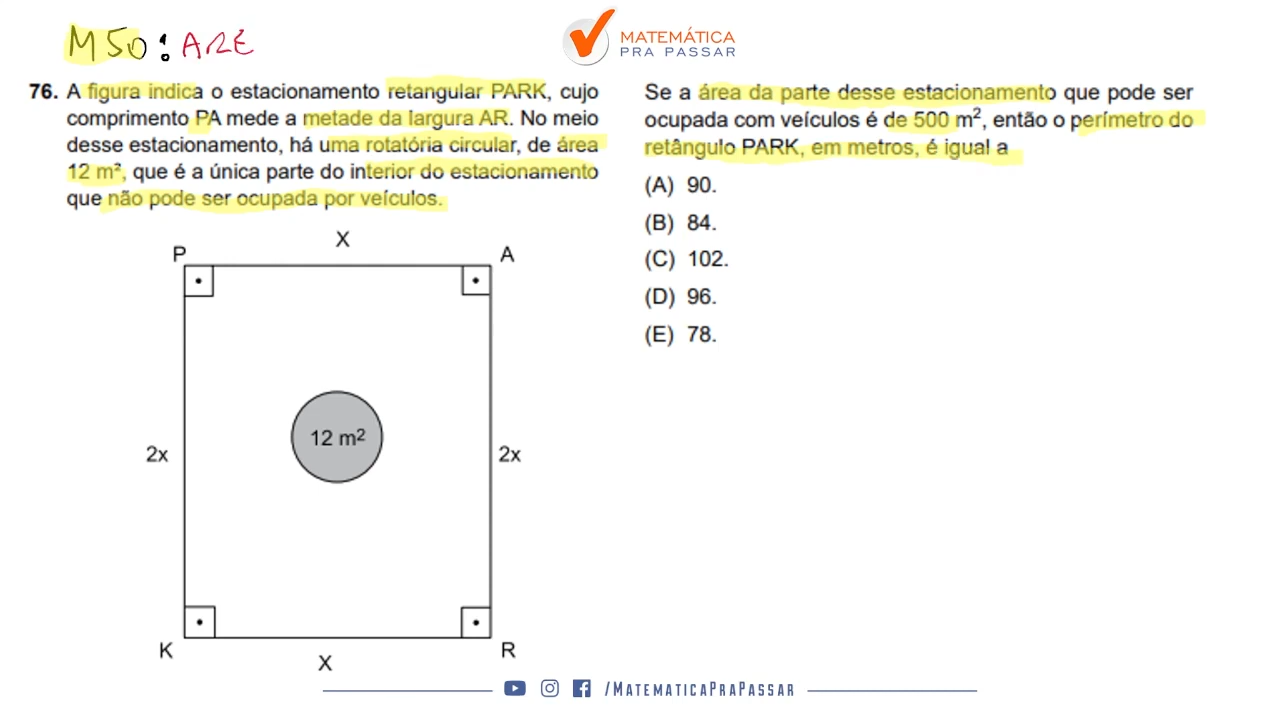 M50: ARE
MATEMÁTICA
PRA PASSAR
76. A figura indica o estacionamento retangular PARK, cujo
comprimento PA mede a metade da largura AR. No meio
desse estacionamento, há uma rotatória circular, de área
12 m², que é a única parte do interior do estacionamento
que não pode ser ocupada por veículos.
X
P
A
12 m²
2x
2x
K
R
X
Se a área da parte desse estacionamento que pode ser
ocupada com veículos é de 500 m², então o perímetro do
retângulo PARK, em metros, é igual a
(A) 90.
(B) 84.
(C) 102.
(D) 96.
(E) 78.
/MATEMATICAPRAPASSAR